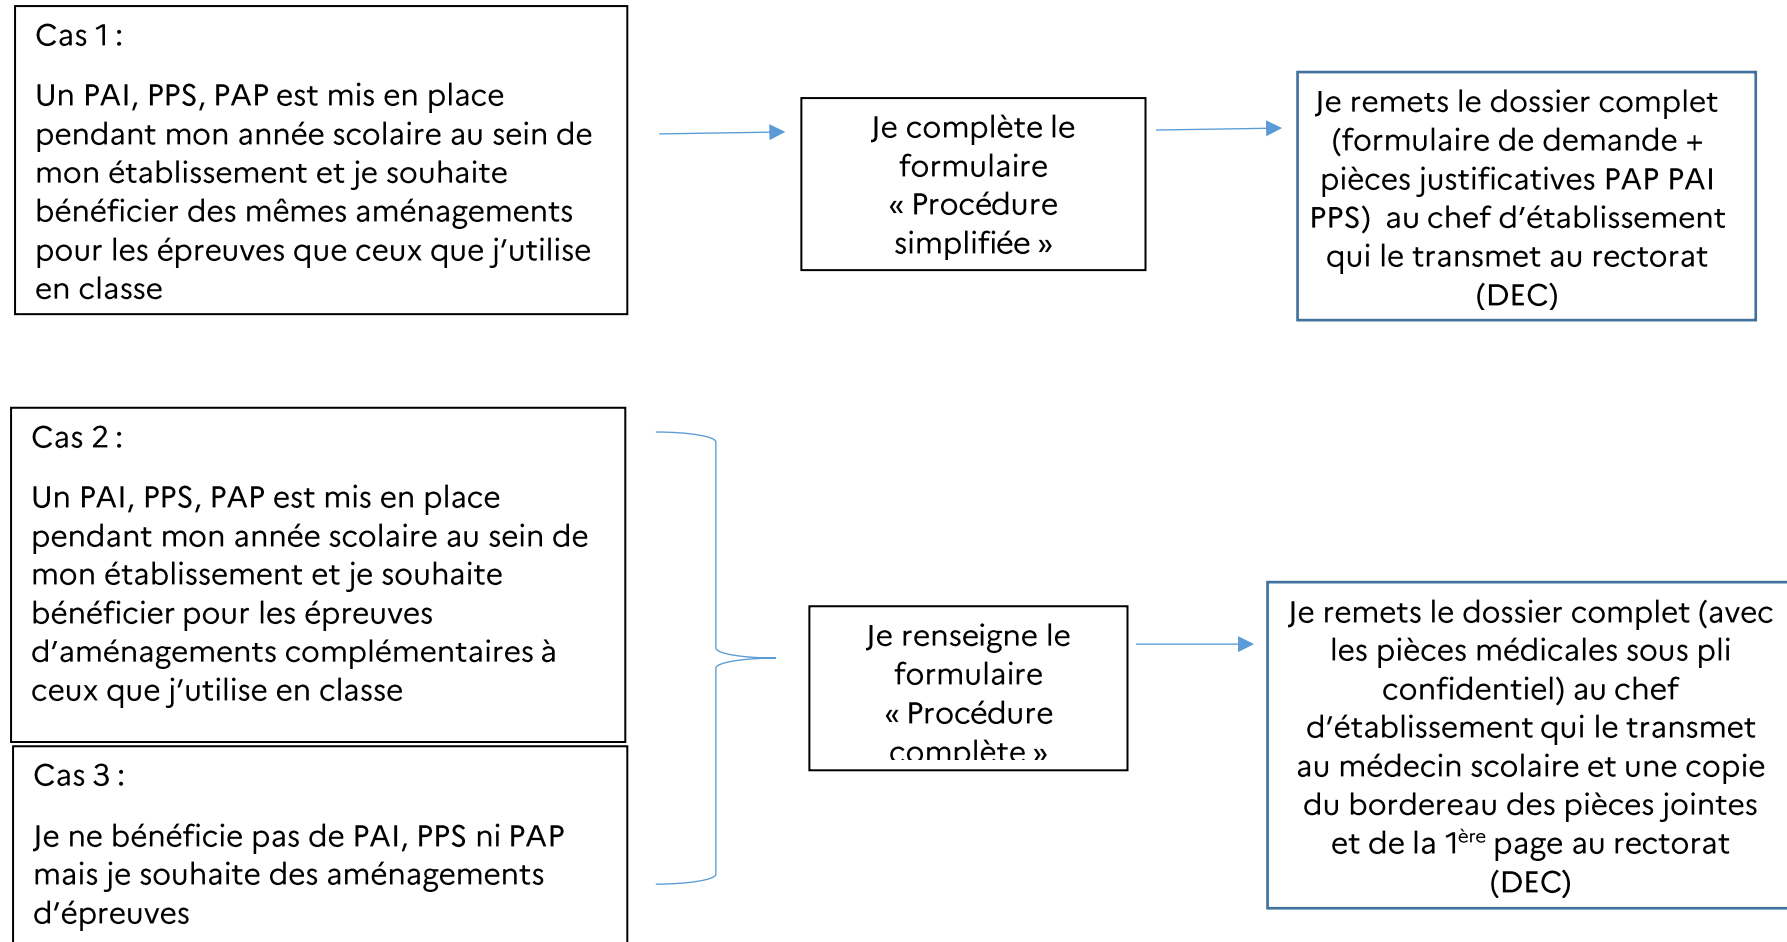 Cas 1 :
Un PAI, PPS, PAP est mis en place
pendant mon année scolaire au sein de
mon établissement et je souhaite
bénéficier des mêmes aménagements
pour les épreuves que ceux que j’utilise
en classe
Je complète le
formulaire
« Procédure
simplifiée »
Je remets le dossier complet
(formulaire de demande +
pièces justificatives PAP PAI
PPS) au chef d’établissement
qui le transmet au rectorat
(DEC)
Cas 2 :
Un PAI, PPS, PAP est mis en place
pendant mon année scolaire au sein de
mon établissement et je souhaite
bénéficier pour les épreuves
d’aménagements complémentaires à
ceux que j’utilise en classe
Cas 3 :
Je ne bénéficie pas de PAI, PPS ni PAP
mais je souhaite des aménagements
d’épreuves
Je renseigne le
formulaire
« Procédure
complète »
Je remets le dossier complet (avec
les pièces médicales sous pli
confidentiel) au chef
d’établissement qui le transmet
au médecin scolaire et une copie
du bordereau des pièces jointes
et de la 1ère page au rectorat
(DEC)